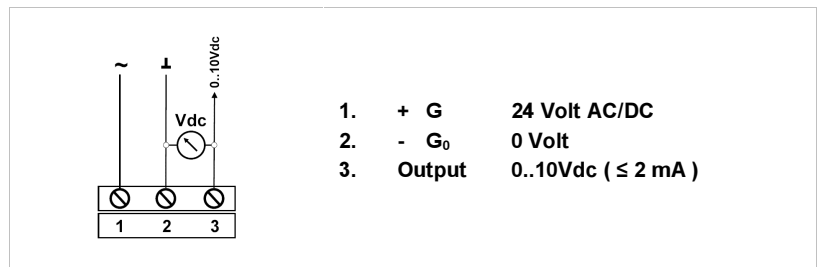 ~ ⊥ 0..10Vdc
Vdc
1 2 3
1. + G 24 Volt AC/DC
2. - G₀ 0 Volt
3. Output 0..10Vdc ( ≤ 2 mA )